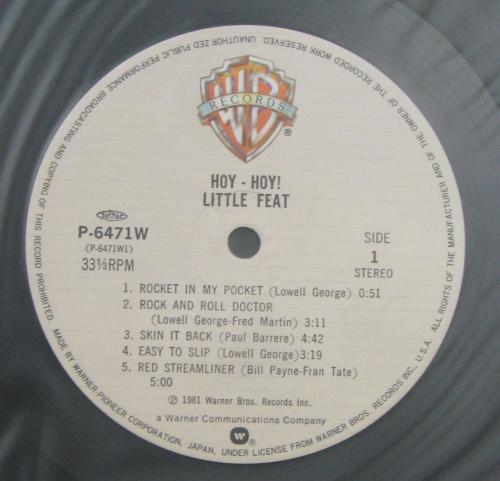 RECORDS
®
HOY - HOY!
LITTLE FEAT
P-6471W
(P-6471W1)
33⅓RPM
SIDE
1
STEREO
1. ROCKET IN MY POCKET (Lowell George) 0:51
2. ROCK AND ROLL DOCTOR
(Lowell George-Fred Martin) 3:11
3. SKIN IT BACK (Paul Barrere) 4:42
4. EASY TO SLIP (Lowell George)3:19
5. RED STREAMLINER (Bill Payne-Fran Tate)
5:00
℗ 1981 Warner Bros. Records Inc.
a Warner Communications Company
®
MADE BY WARNER-PIONEER CORPORATION, JAPAN, UNDER LICENSE FROM WARNER BROS. RECORDS INC., U.S.A. ALL RIGHTS OF THE MANUFACTURER AND OF THE OWNER OF THE RECORDED WORK RESERVED. UNAUTHORIZED PUBLIC PERFORMANCE BROADCASTING AND COPYING OF THIS RECORD PROHIBITED.